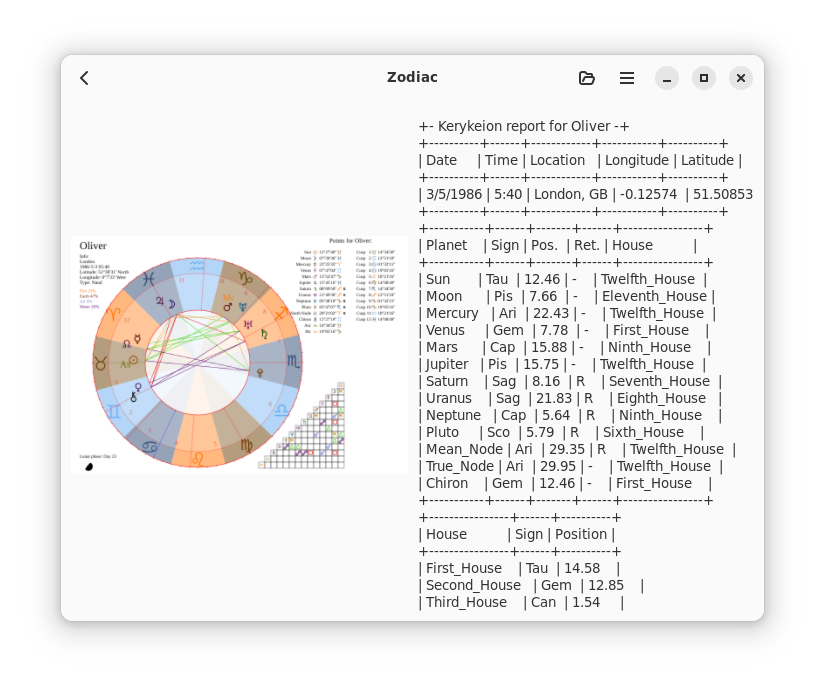 Zodiac
Oliver
Info:
London
Type: Natal
Lunar phase: Day 24
Points for Oliver:
+- Kerykeion report for Oliver -+
+----------+------+-------------+-----------+----------+
| Date | Time | Location | Longitude | Latitude |
+----------+------+-------------+-----------+----------+
| 3/5/1986 | 5:40 | London, GB | -0.12574 | 51.50853
+----------+------+-------------+-----------+----------+
+-----------+------+-------+------+----------------+
| Planet | Sign | Pos. | Ret. | House |
+-----------+------+-------+------+----------------+
| Sun | Tau | 12.46 | - | Twelfth_House |
| Moon | Pis | 7.66 | - | Eleventh_House |
| Mercury | Ari | 22.43 | - | Twelfth_House |
| Venus | Gem | 7.78 | - | First_House |
| Mars | Cap | 15.88 | - | Ninth_House |
| Jupiter | Pis | 15.75 | - | Twelfth_House |
| Saturn | Sag | 8.16 | R | Seventh_House |
| Uranus | Sag | 21.83 | R | Eighth_House |
| Neptune | Cap | 5.64 | R | Ninth_House |
| Pluto | Sco | 5.79 | R | Sixth_House |
| Mean_Node | Ari | 29.35 | R | Twelfth_House |
| True_Node | Ari | 29.95 | - | Twelfth_House |
| Chiron | Gem | 12.46 | - | First_House |
+-----------+------+-------+------+----------------+
+----------------+------+----------+
| House | Sign | Position |
+----------------+------+----------+
| First_House | Tau | 14.58 |
| Second_House | Gem | 12.85 |
| Third_House | Can | 1.54 |